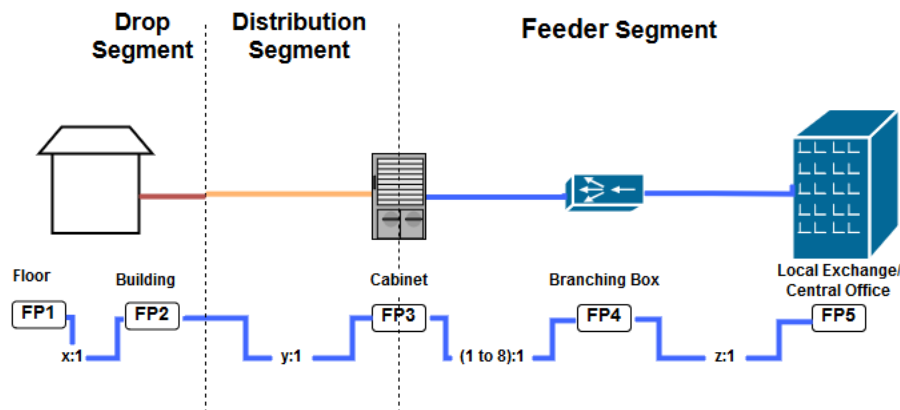 Drop
Segment
Distribution
Segment
Feeder Segment
Floor
Building
Cabinet
Branching Box
Local Exchange/
Central Office
FP1
FP2
FP3
FP4
FP5
x:1
y:1
(1 to 8):1
z:1